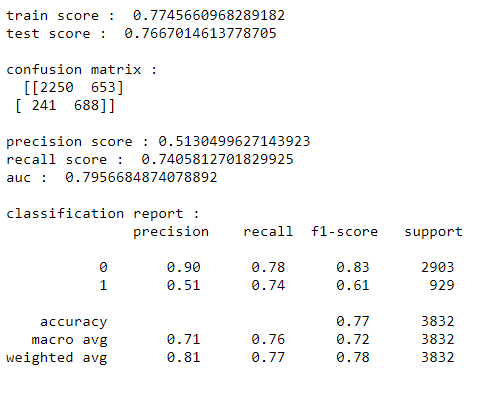 train score :  0.7745660968289182
test score :  0.7667014613778705
confusion matrix :
[[2250  653]
[ 241  688]]
precision score : 0.5130499627143923
recall score :  0.7405812701829925
auc :  0.7956684874078892
classification report :
precision    recall  f1-score   support
0       0.90      0.78      0.83      2903
1       0.51      0.74      0.61       929
accuracy                           0.77      3832
macro avg       0.71      0.76      0.72      3832
weighted avg       0.81      0.77      0.78      3832